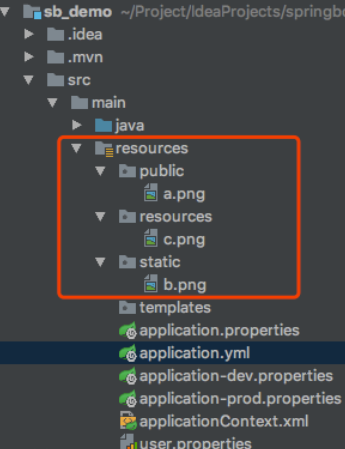 sb_demo ~/Project/IdeaProjects/springbo
.idea
.mvn
src
main
java
resources
public
a.png
resources
c.png
static
b.png
templates
application.properties
application.yml
application-dev.properties
application-prod.properties
applicationContext.xml
user.properties